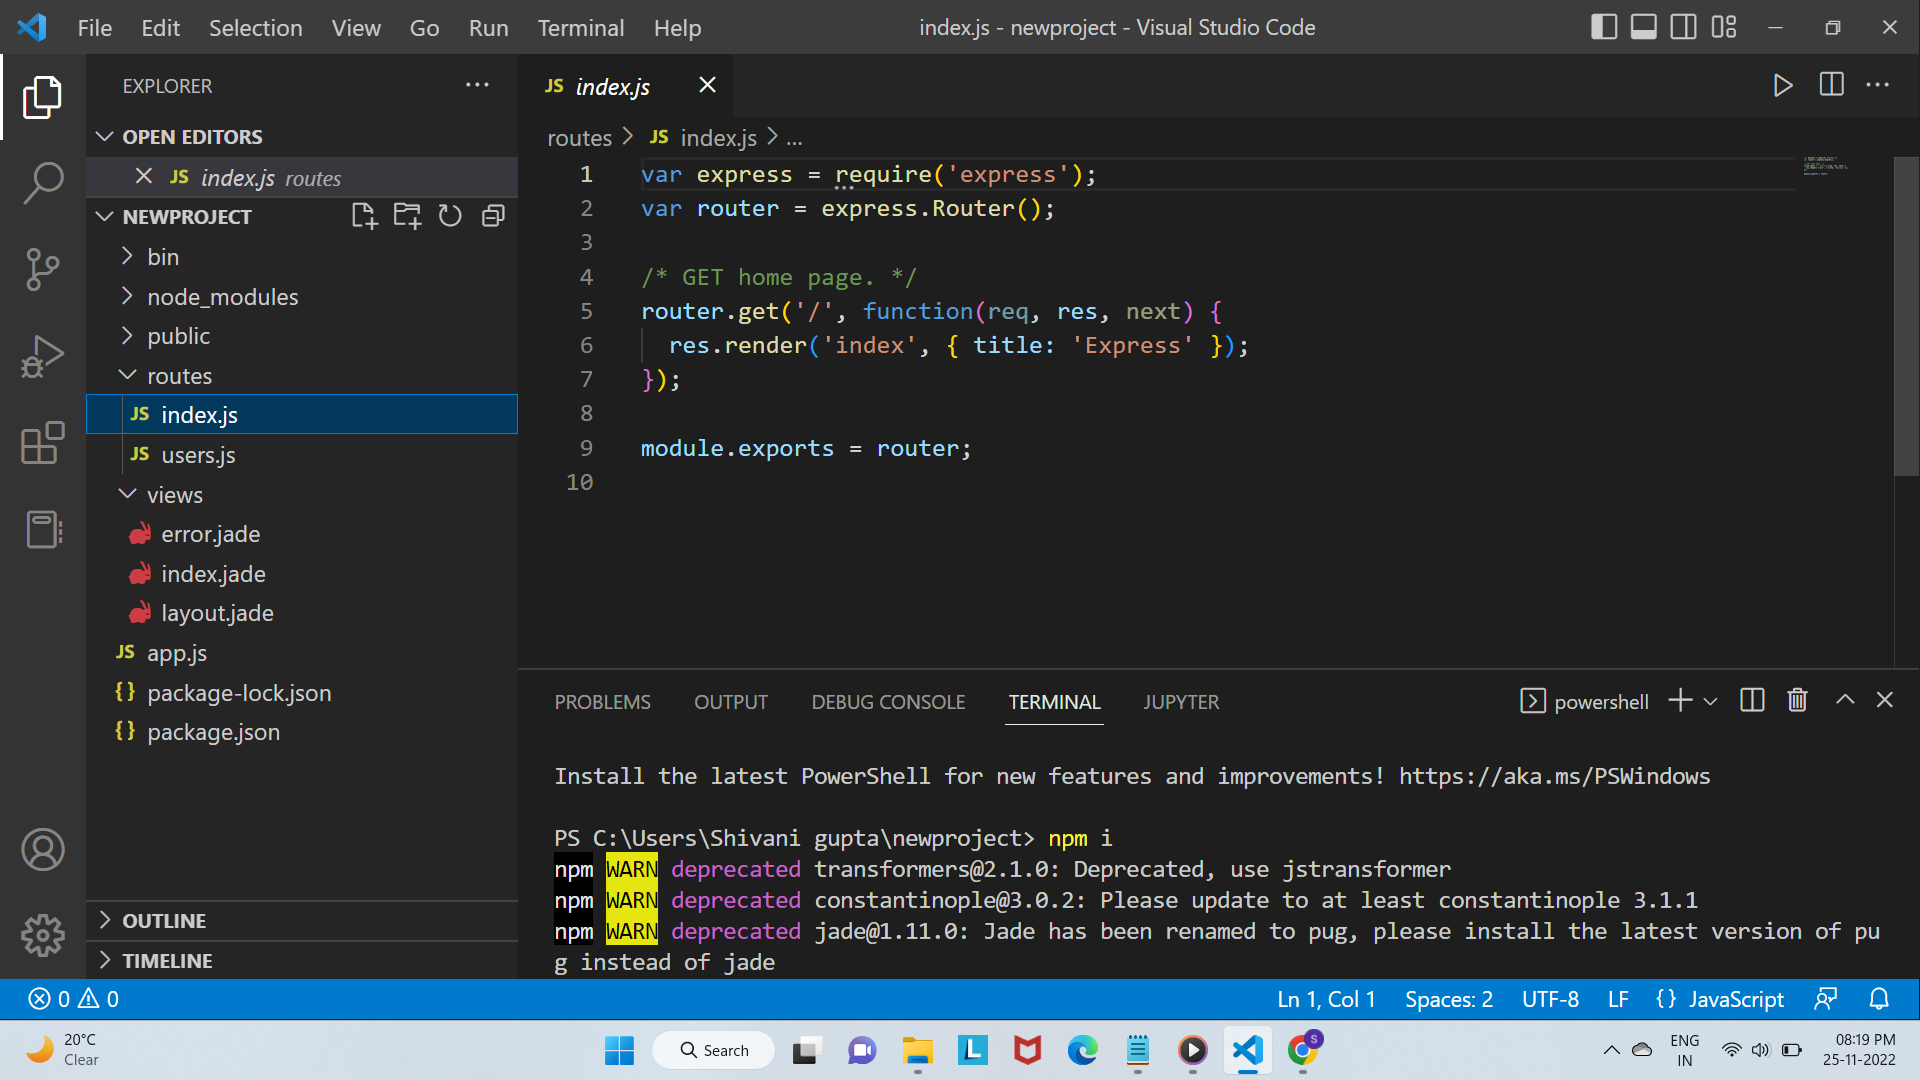 File Edit Selection View Go Run Terminal Help
index.js - newproject - Visual Studio Code
EXPLORER
OPEN EDITORS
JS index.js routes
NEWPROJECT
bin
node_modules
public
routes
JS index.js
JS users.js
views
error.jade
index.jade
layout.jade
JS app.js
{} package-lock.json
{} package.json
OUTLINE
TIMELINE
JS index.js
routes > JS index.js > ...
1 var express = require('express');
2 var router = express.Router();
3
4 /* GET home page. */
5 router.get('/', function(req, res, next) {
6 res.render('index', { title: 'Express' });
7 });
8
9 module.exports = router;
10
PROBLEMS OUTPUT DEBUG CONSOLE TERMINAL JUPYTER
powershell
Install the latest PowerShell for new features and improvements! https://aka.ms/PSWindows
PS C:\Users\Shivani gupta\newproject> npm i
npm WARN deprecated transformers@2.1.0: Deprecated, use jstransformer
npm WARN deprecated constantinople@3.0.2: Please update to at least constantinople 3.1.1
npm WARN deprecated jade@1.11.0: Jade has been renamed to pug, please install the latest version of pu
g instead of jade
0 0
Ln 1, Col 1 Spaces: 2 UTF-8 LF {} JavaScript
20°C
Clear
Search
L
S
ENG
IN
08:19 PM
25-11-2022